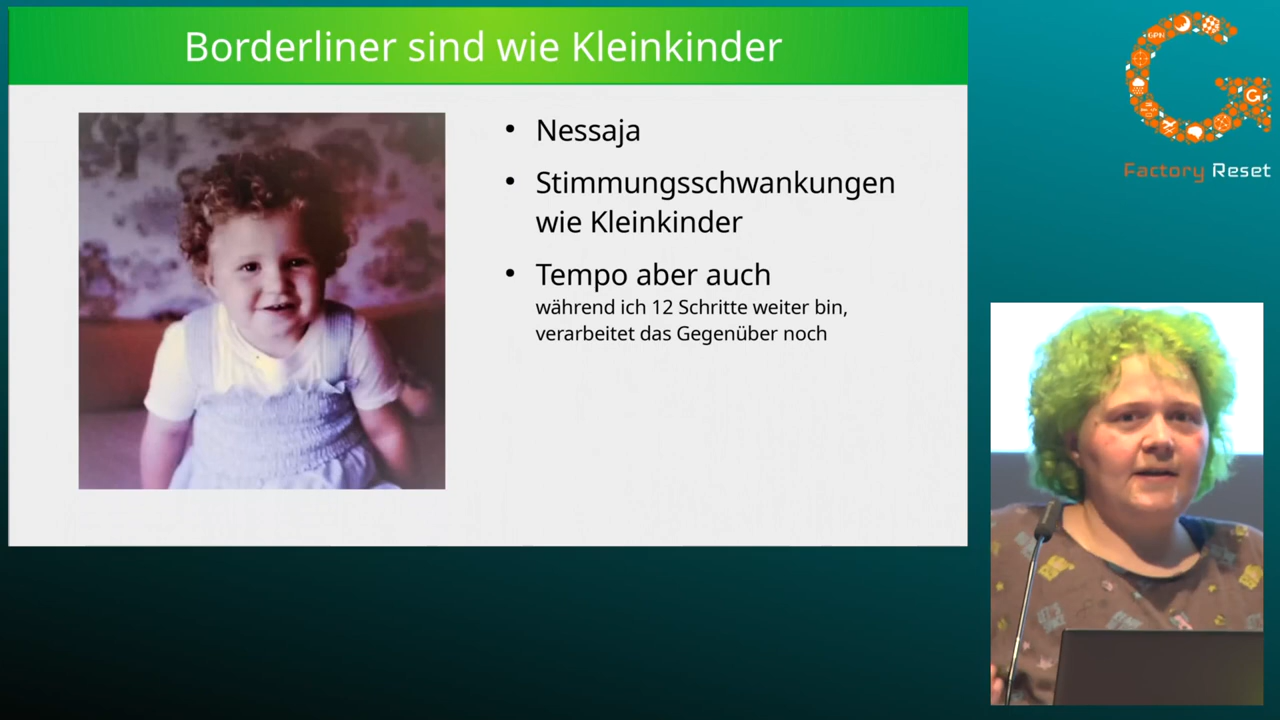 Borderliner sind wie Kleinkinder
Nessaja
Stimmungsschwankungen
wie Kleinkinder
Tempo aber auch
während ich 12 Schritte weiter bin,
verarbeitet das Gegenüber noch
GPN
G
Factory Reset